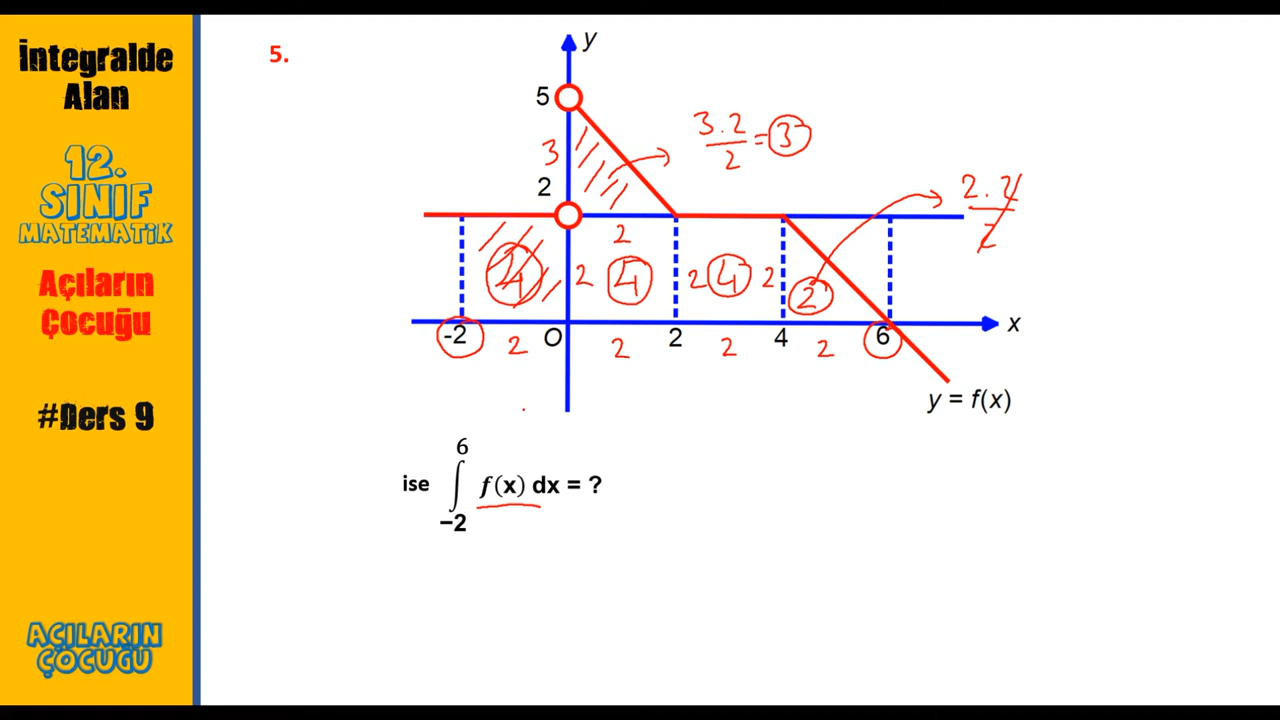 İntegralde
Alan
12.
SINIF
MATEMATİK
Açıların
Çocuğu
#Ders 9
AÇILARIN
ÇOCUĞU
5.
y
5
3
2
3.2
2
=3
2.2
2
2
4
2
4
2
4
2
2
-2
O
2
4
6
x
2
2
2
2
y = f(x)
6
ise ∫ f(x) dx = ?
−2